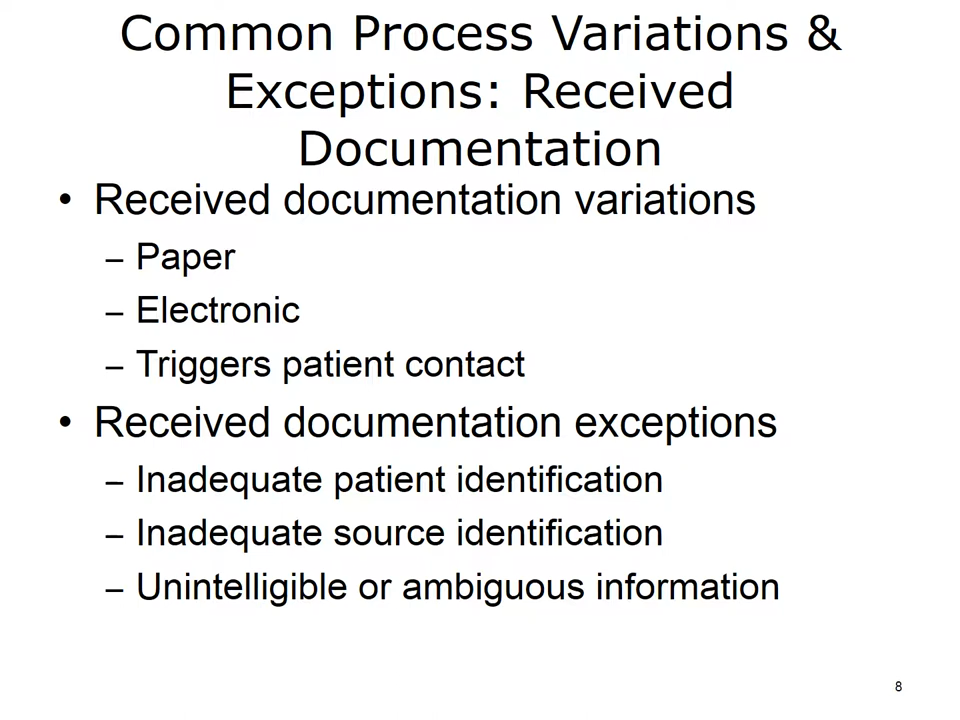 Common Process Variations &
Exceptions: Received
Documentation
• Received documentation variations
– Paper
– Electronic
– Triggers patient contact
• Received documentation exceptions
– Inadequate patient identification
– Inadequate source identification
– Unintelligible or ambiguous information
8